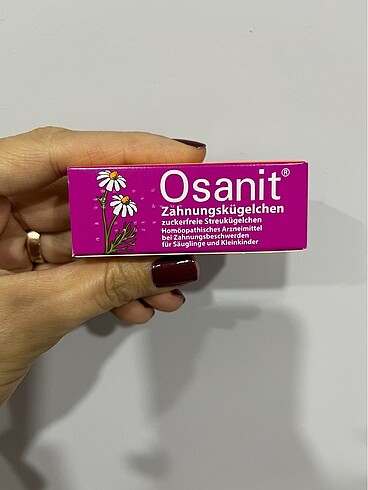 Osanit®
Zahnungskügelchen
zuckerfreie Streukügelchen
Homöopathisches Arzneimittel
bei Zahnungsbeschwerden
für Säuglinge und Kleinkinder